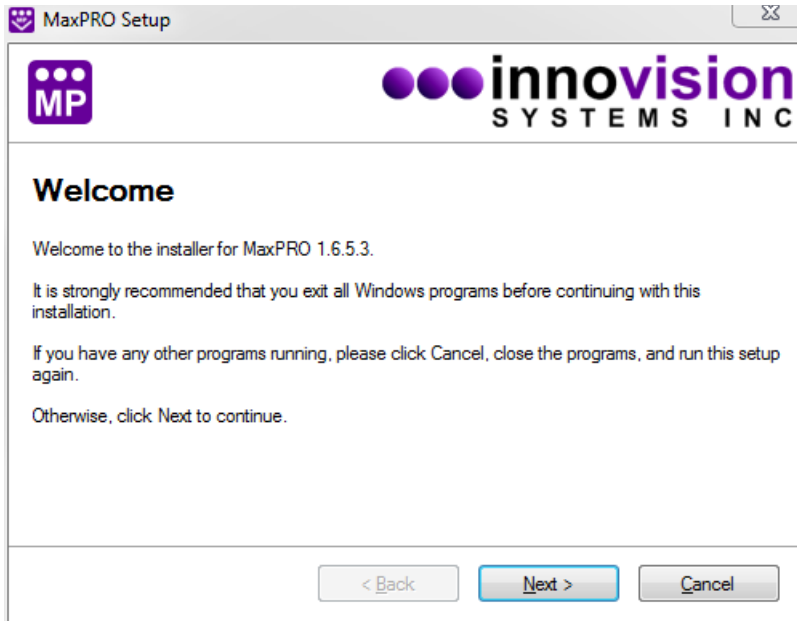 MaxPRO Setup
MP
innovision
SYSTEMS INC
Welcome
Welcome to the installer for MaxPRO 1.6.5.3.
It is strongly recommended that you exit all Windows programs before continuing with this
installation.
If you have any other programs running, please click Cancel, close the programs, and run this setup
again.
Otherwise, click Next to continue.
< Back
Next >
Cancel